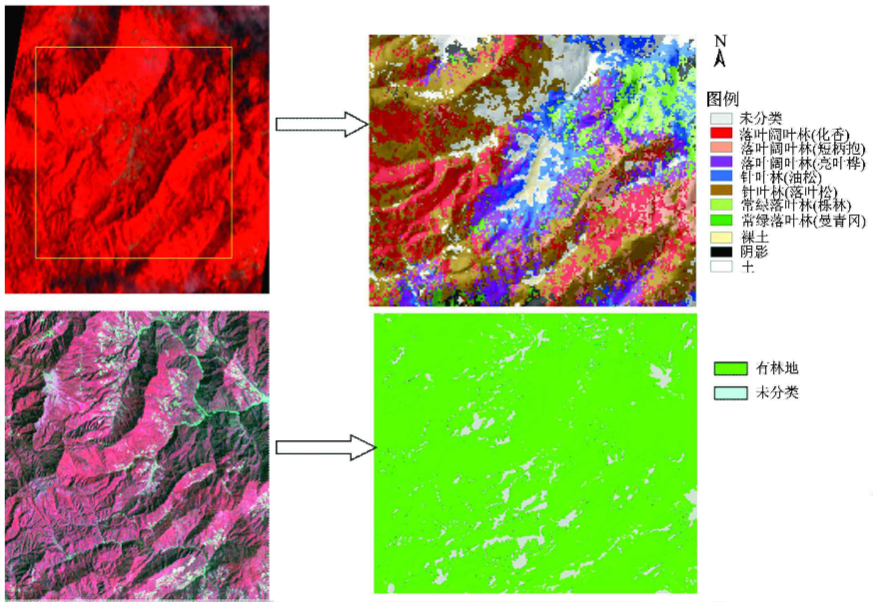 N
图例
未分类
落叶阔叶林(化香)
落叶阔叶林(短柄抱)
落叶阔叶林(亮叶桦)
针叶林(油松)
针叶林(落叶松)
常绿落叶林(栎林)
常绿落叶林(曼青冈)
裸土
阴影
土
有林地
未分类